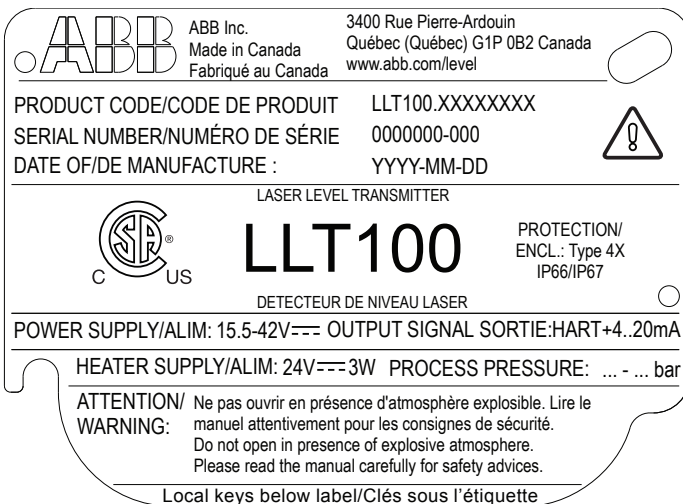 ABB
ABB Inc.
Made in Canada
Fabriqué au Canada
3400 Rue Pierre-Ardouin
Québec (Québec) G1P 0B2 Canada
www.abb.com/level
PRODUCT CODE/CODE DE PRODUIT LLT100.XXXXXXXX
SERIAL NUMBER/NUMÉRO DE SÉRIE 0000000-000
DATE OF/DE MANUFACTURE : YYYY-MM-DD
LASER LEVEL TRANSMITTER
CSA ®
C US
LLT100
PROTECTION/
ENCL.: Type 4X
IP66/IP67
DETECTEUR DE NIVEAU LASER
POWER SUPPLY/ALIM: 15.5-42V⎓ OUTPUT SIGNAL SORTIE:HART+4..20mA
HEATER SUPPLY/ALIM: 24V⎓3W PROCESS PRESSURE: ... - ... bar
ATTENTION/
WARNING:
Ne pas ouvrir en présence d'atmosphère explosible. Lire le
manuel attentivement pour les consignes de sécurité.
Do not open in presence of explosive atmosphere.
Please read the manual carefully for safety advices.
Local keys below label/Clés sous l'étiquette